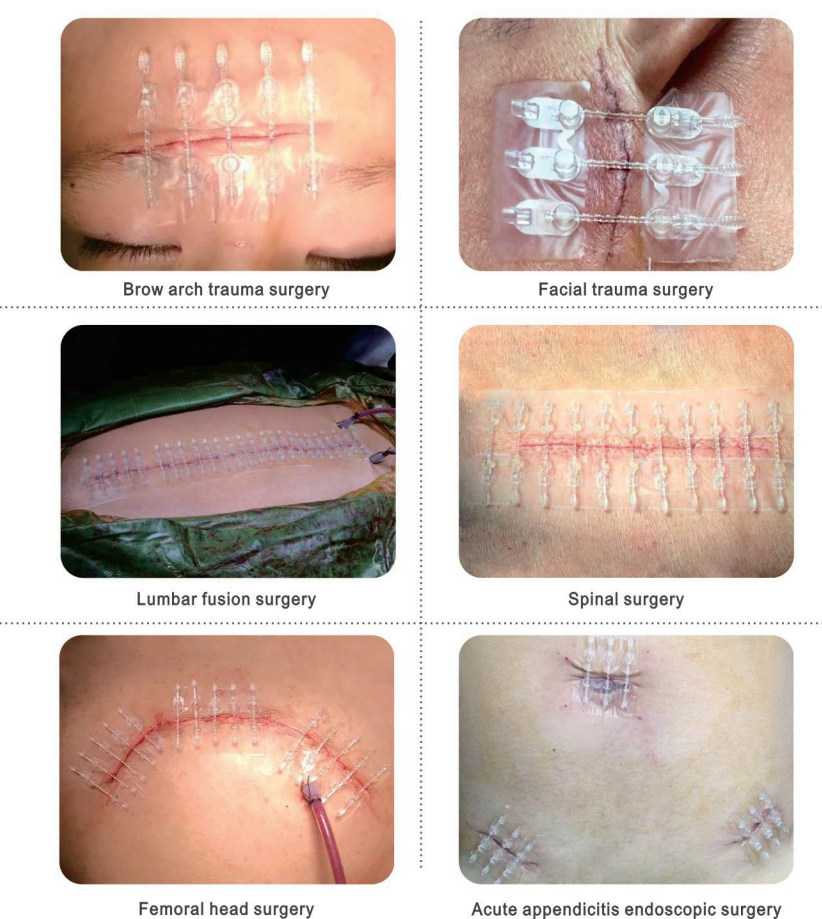 Brow arch trauma surgery
Facial trauma surgery
Lumbar fusion surgery
Spinal surgery
Femoral head surgery
Acute appendicitis endoscopic surgery